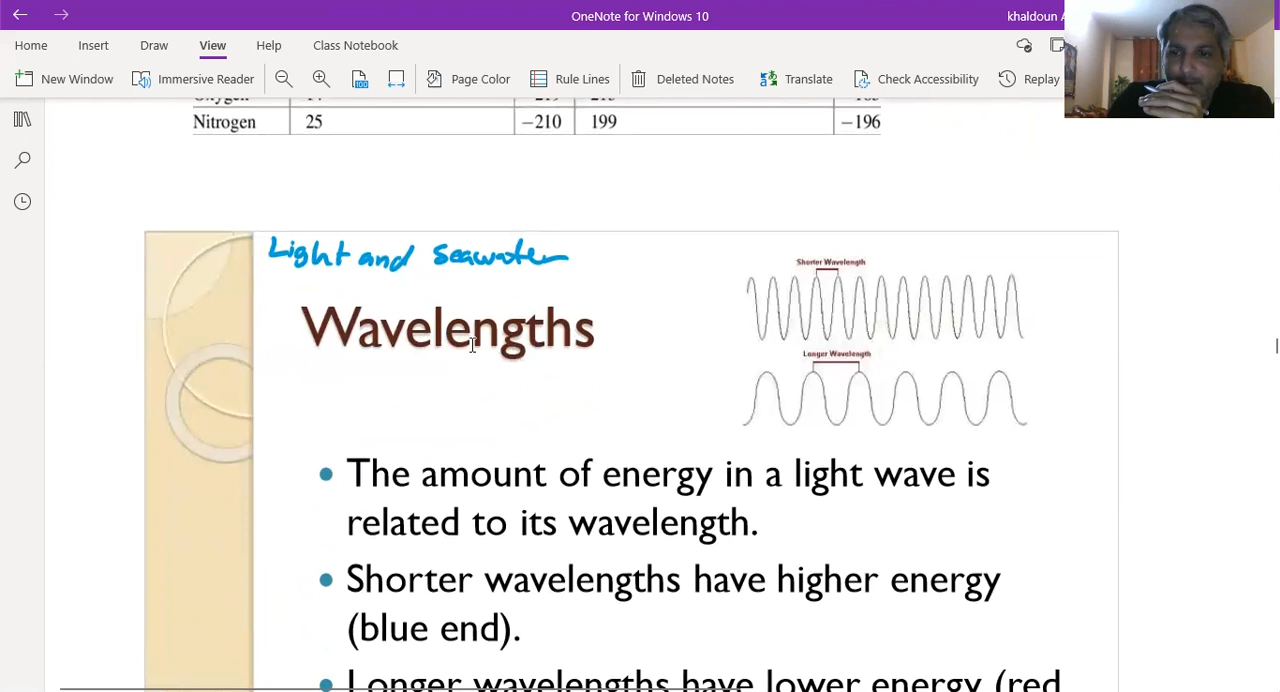 OneNote for Windows 10
khaldoun
Home Insert Draw View Help Class Notebook
New Window Immersive Reader Page Color Rule Lines Deleted Notes Translate Check Accessibility Replay
Nitrogen 25 −210 199 −196
Light and Seawater
Shorter Wavelength
Wavelengths
Longer Wavelength
• The amount of energy in a light wave is
related to its wavelength.
• Shorter wavelengths have higher energy
(blue end).
• Longer wavelengths have lower energy (red